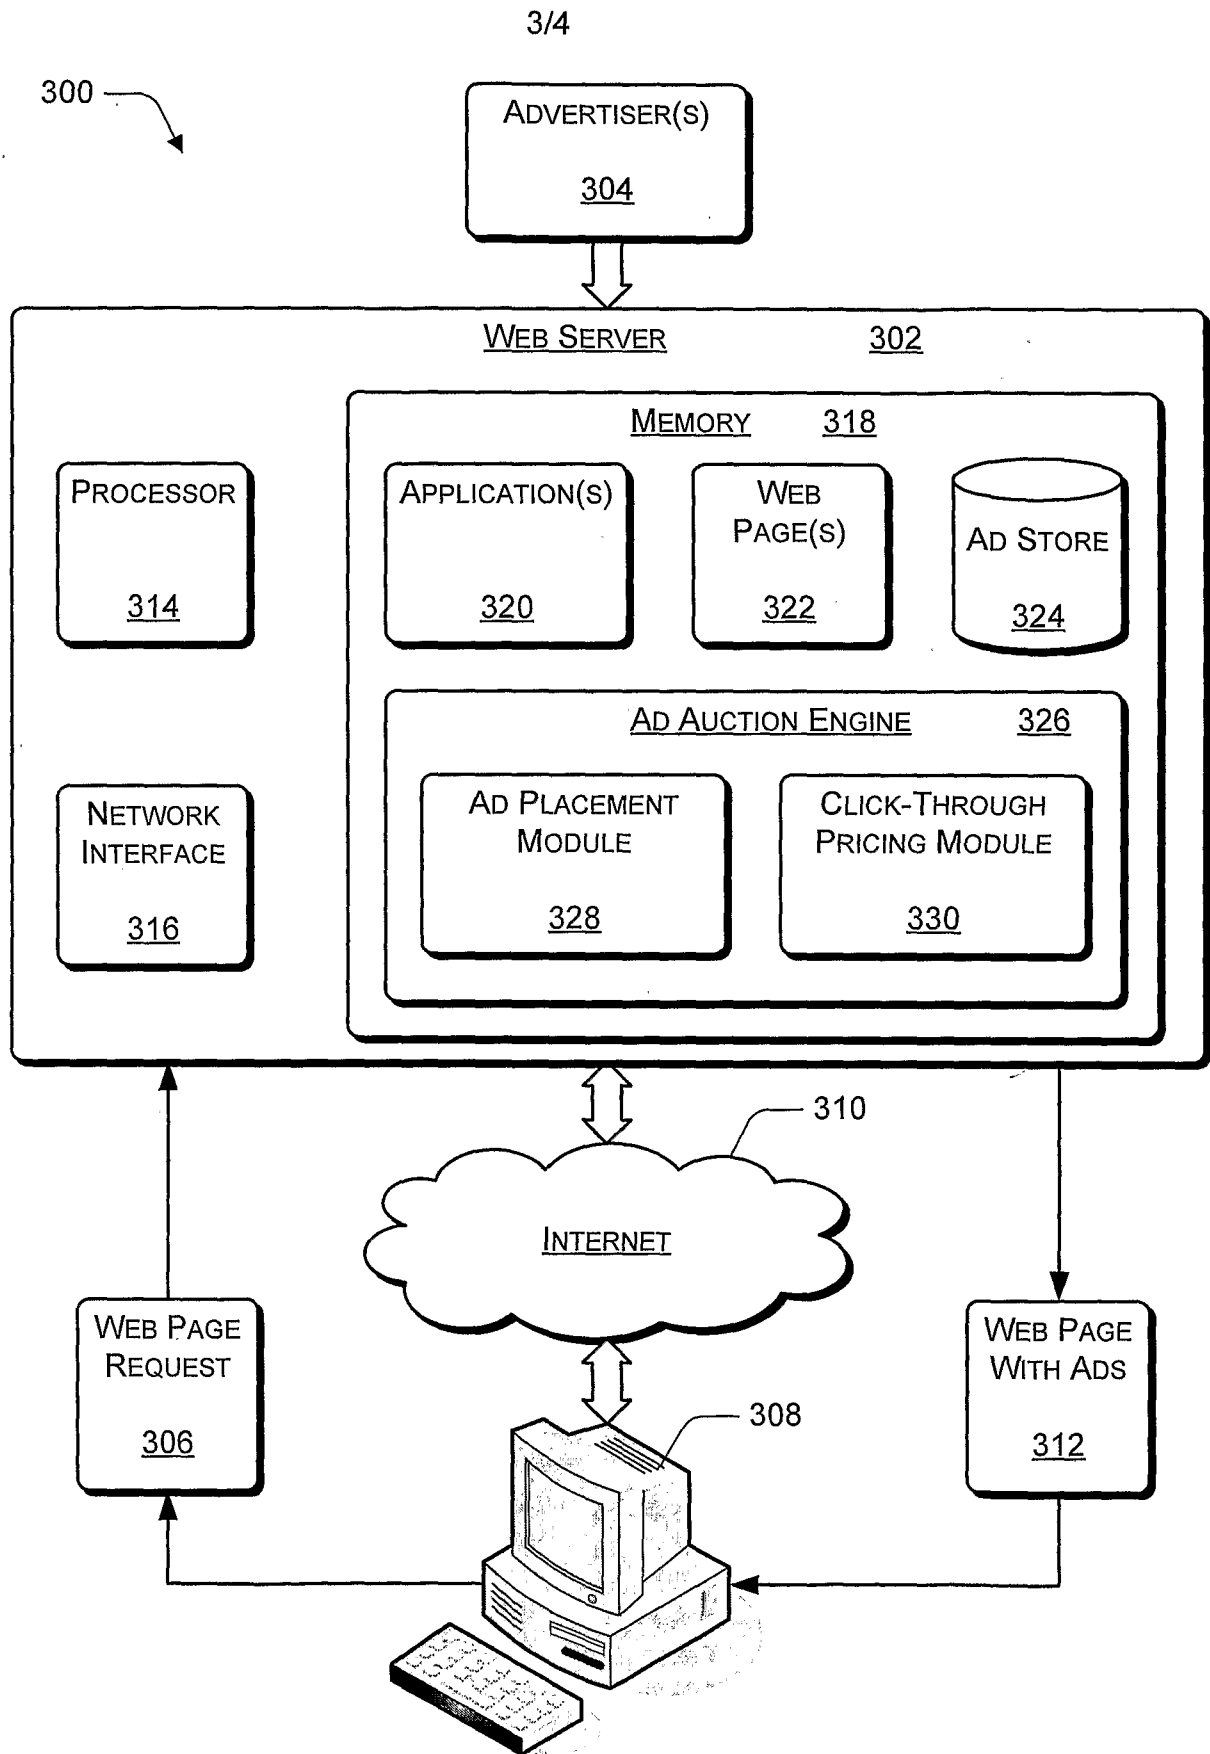 3/4
300
ADVERTISER(S)
304
WEB SERVER 302
MEMORY 318
PROCESSOR
314
APPLICATION(S)
320
WEB
PAGE(S)
322
AD STORE
324
AD AUCTION ENGINE 326
NETWORK
INTERFACE
316
AD PLACEMENT
MODULE
328
CLICK-THROUGH
PRICING MODULE
330
310
INTERNET
WEB PAGE
REQUEST
306
WEB PAGE
WITH ADS
312
308